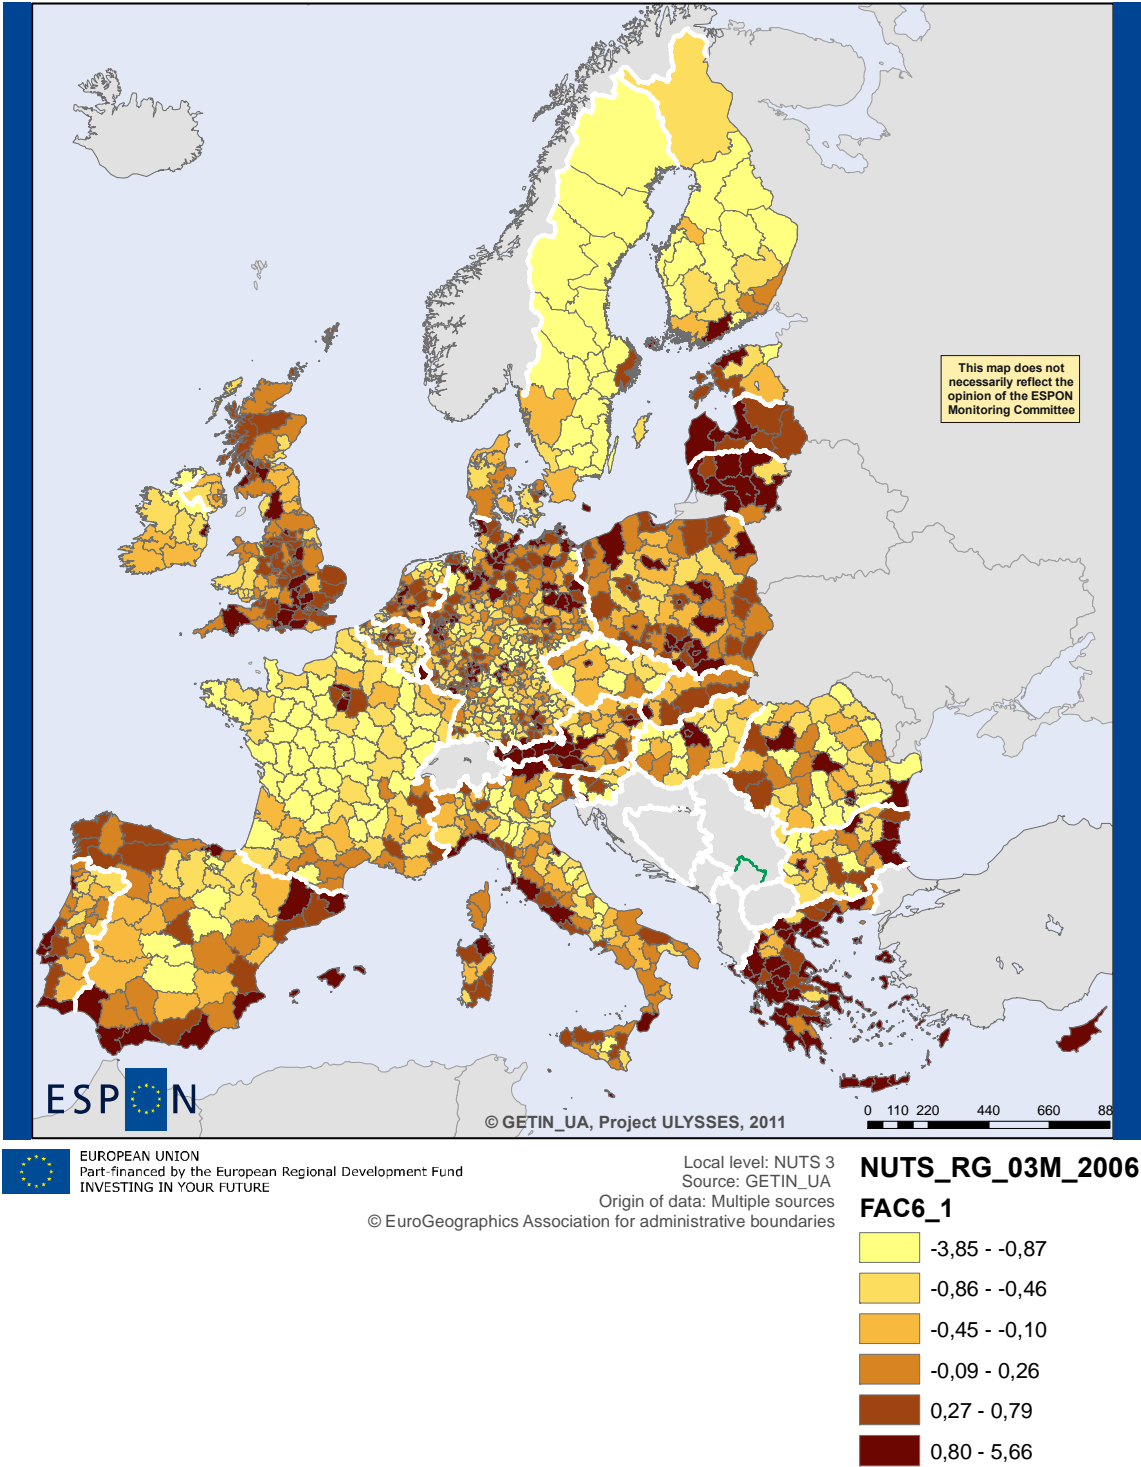 This map does not
necessarily reflect the
opinion of the ESPON
Monitoring Committee
ESPON
© GETIN_UA, Project ULYSSES, 2011
0 110 220 440 660 88
EUROPEAN UNION
Part-financed by the European Regional Development Fund
INVESTING IN YOUR FUTURE
Local level: NUTS 3
Source: GETIN_UA
Origin of data: Multiple sources
© EuroGeographics Association for administrative boundaries
NUTS_RG_03M_2006
FAC6_1
-3,85 - -0,87
-0,86 - -0,46
-0,45 - -0,10
-0,09 - 0,26
0,27 - 0,79
0,80 - 5,66